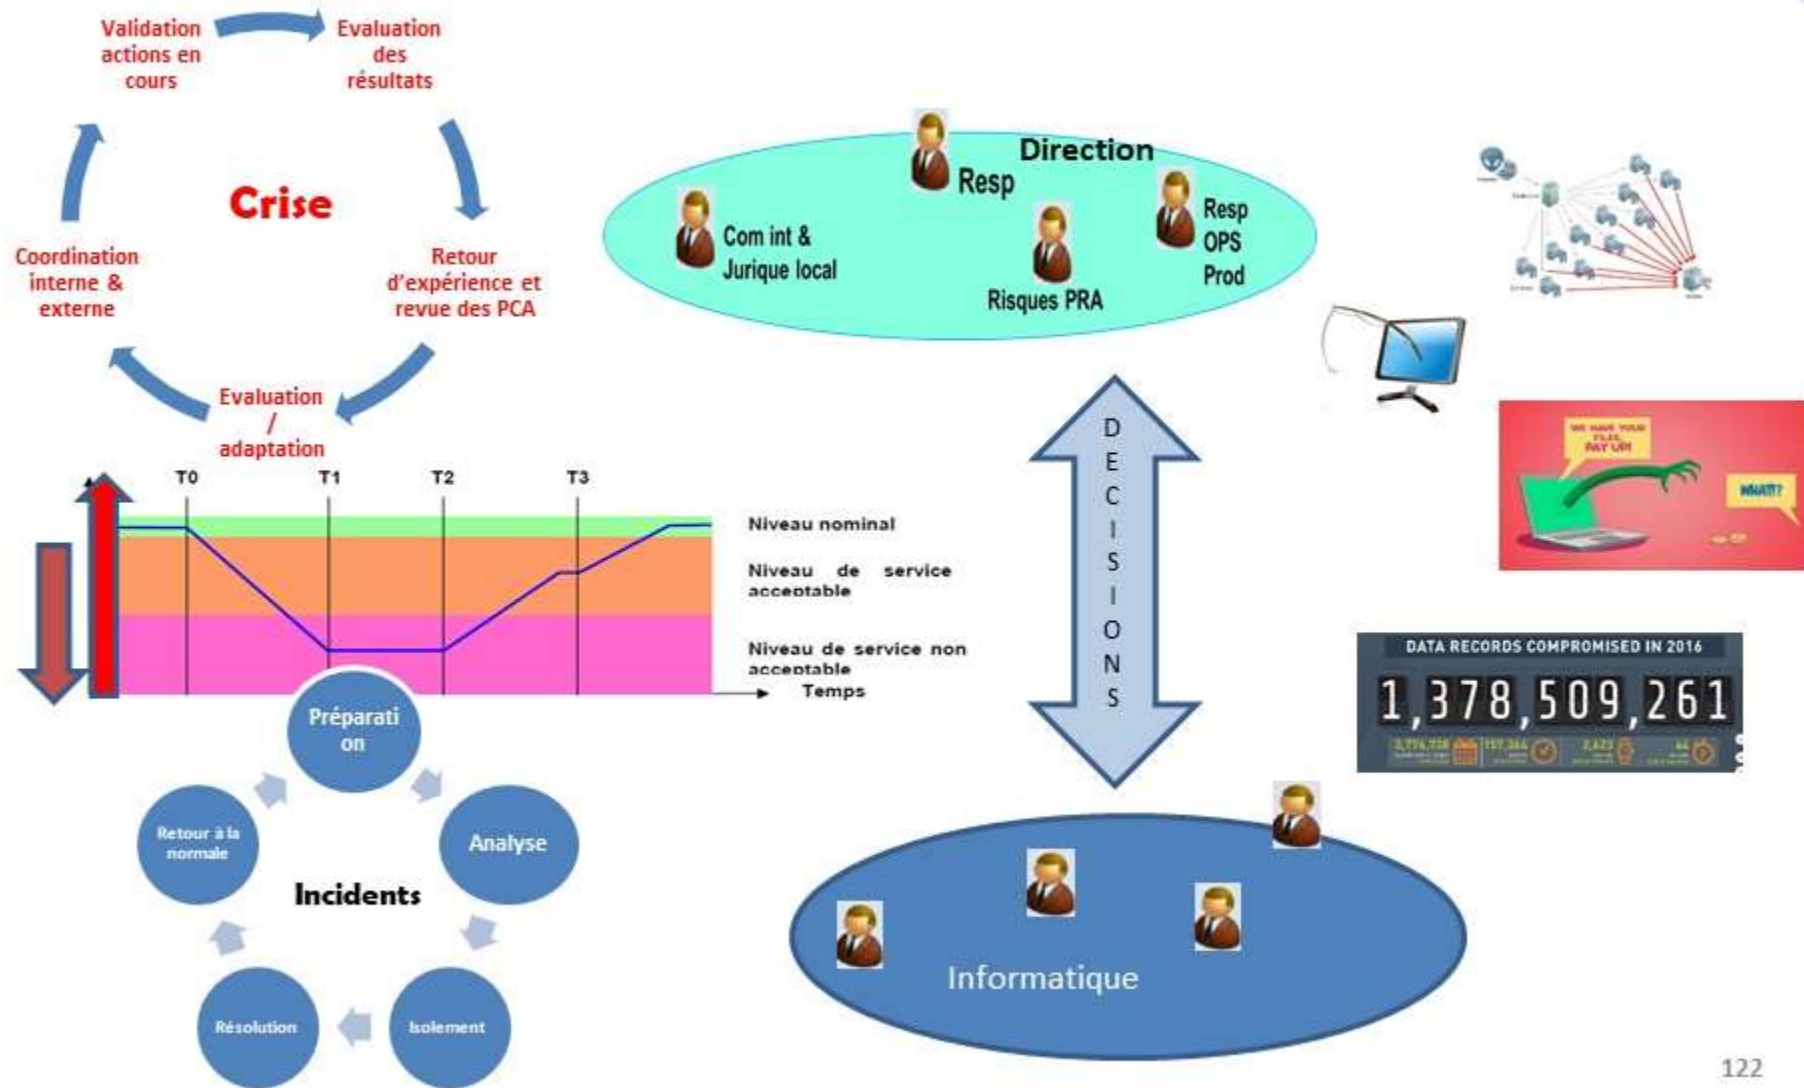 Validation
actions en
cours
Evaluation
des
résultats
Crise
Coordination
interne &
externe
Retour
d'expérience et
revue des PCA
Evaluation
/
adaptation
Direction
Resp
Com int &
Jurique local
Risques PRA
Resp
OPS
Prod
T0
T1
T2
T3
Niveau nominal
Niveau de service
acceptable
Niveau de service non
acceptable
Temps
D
E
C
I
S
I
O
N
S
WE HAVE YOUR
FILES,
PAY UP!
WHAT!?
DATA RECORDS COMPROMISED IN 2016
1,378,509,261
Préparati
on
Analyse
Isolement
Résolution
Retour à la
normale
Incidents
Informatique
122